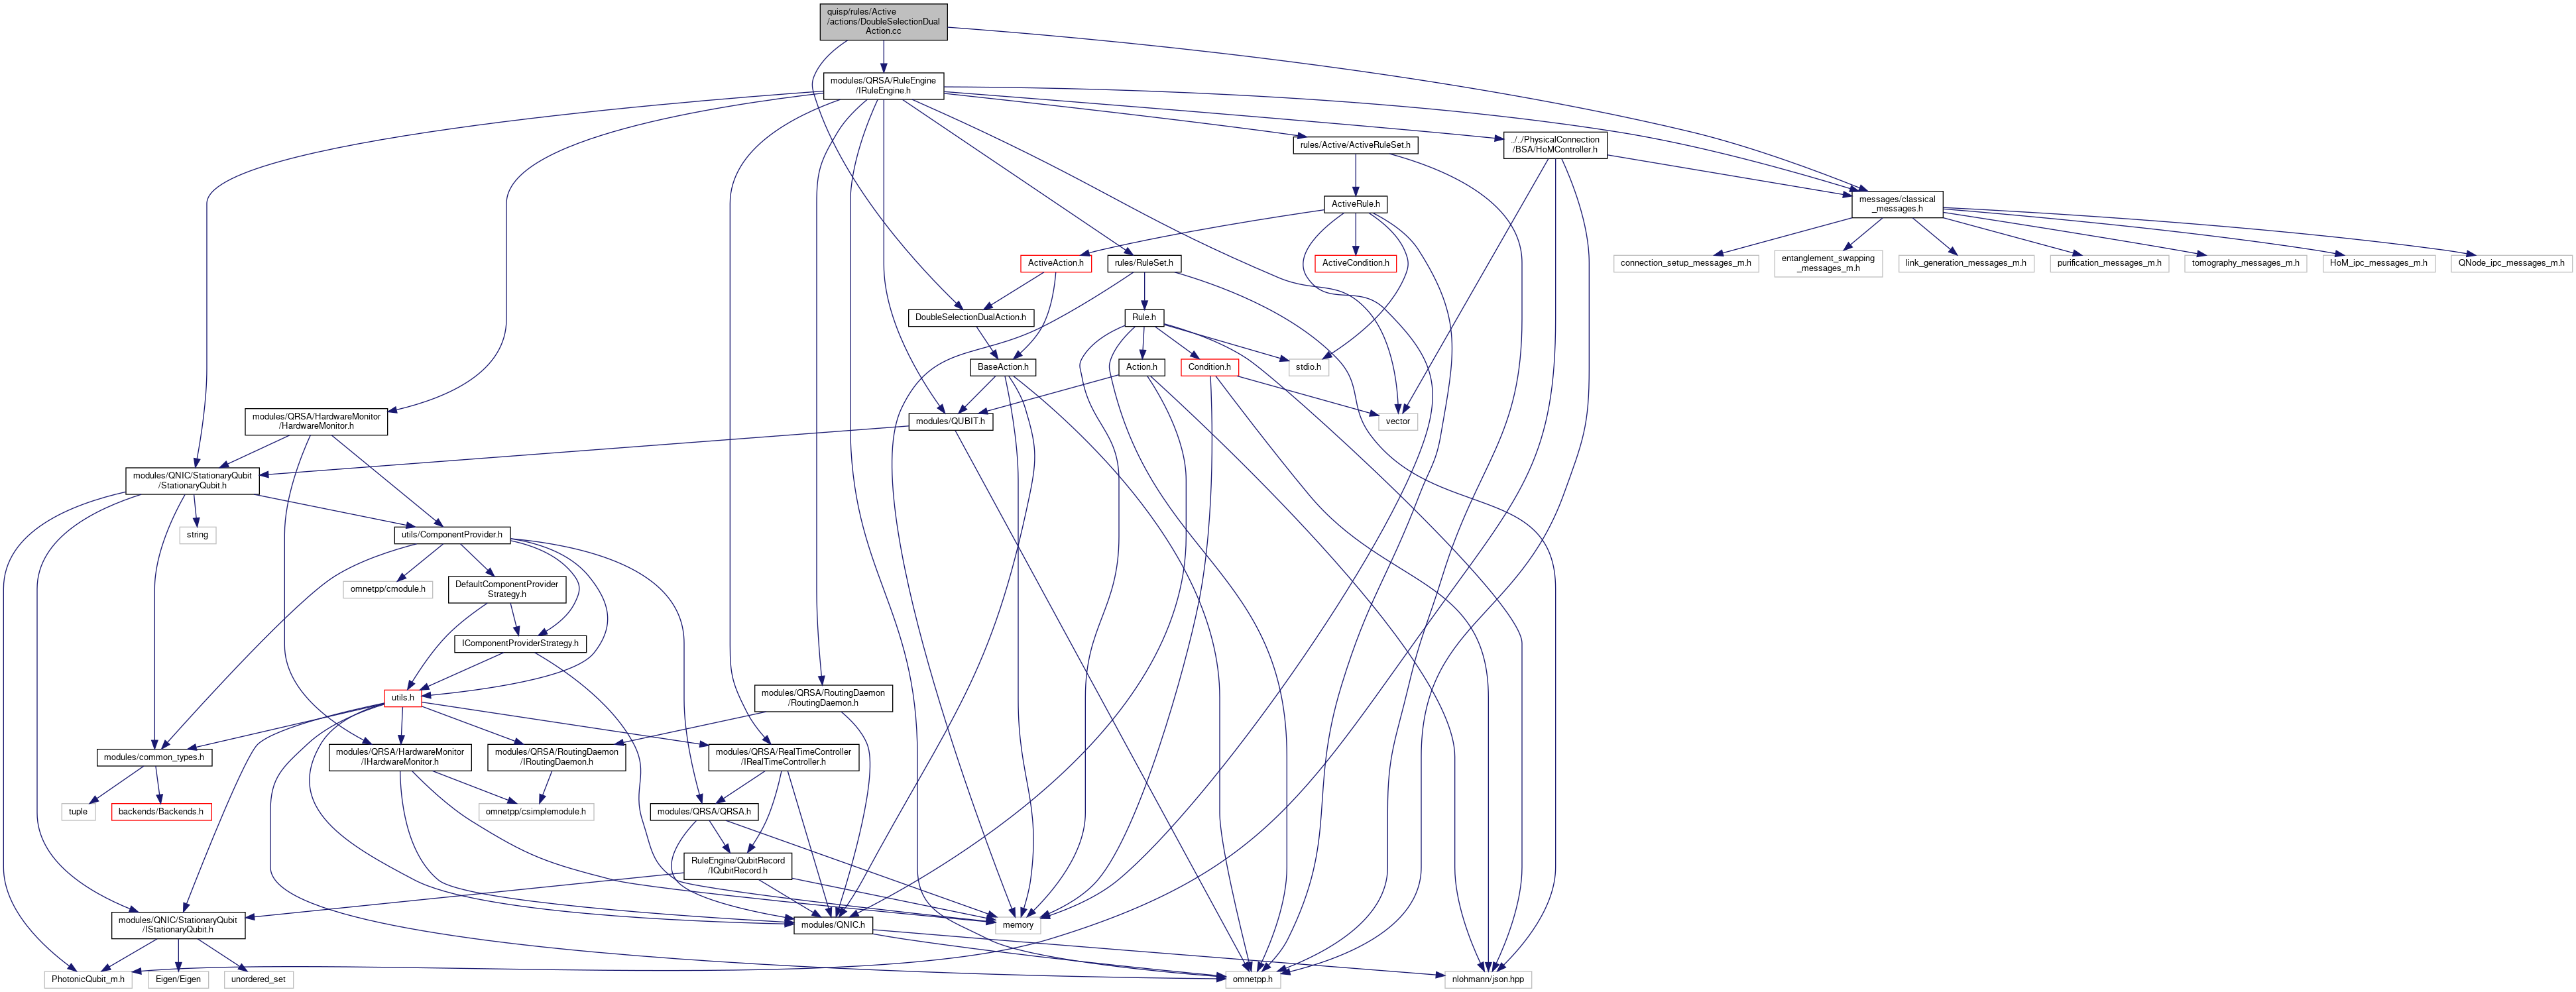 quisp/rules/Active
/actions/DoubleSelectionDual
Action.cc
modules/QRSA/RuleEngine
/IRuleEngine.h
rules/Active/ActiveRuleSet.h
../../PhysicalConnection
/BSA/HoMController.h
ActiveRule.h
messages/classical
_messages.h
ActiveAction.h
rules/RuleSet.h
ActiveCondition.h
connection_setup_messages_m.h
entanglement_swapping
_messages_m.h
link_generation_messages_m.h
purification_messages_m.h
tomography_messages_m.h
HoM_ipc_messages_m.h
QNode_ipc_messages_m.h
DoubleSelectionDualAction.h
Rule.h
BaseAction.h
Action.h
Condition.h
stdio.h
modules/QRSA/HardwareMonitor
/HardwareMonitor.h
modules/QUBIT.h
vector
modules/QNIC/StationaryQubit
/StationaryQubit.h
string
utils/ComponentProvider.h
omnetpp/cmodule.h
DefaultComponentProvider
Strategy.h
IComponentProviderStrategy.h
utils.h
modules/QRSA/RoutingDaemon
/RoutingDaemon.h
modules/common_types.h
modules/QRSA/HardwareMonitor
/IHardwareMonitor.h
modules/QRSA/RoutingDaemon
/IRoutingDaemon.h
modules/QRSA/RealTimeController
/IRealTimeController.h
tuple
backends/Backends.h
omnetpp/csimplemodule.h
modules/QRSA/QRSA.h
RuleEngine/QubitRecord
/IQubitRecord.h
modules/QNIC/StationaryQubit
/IStationaryQubit.h
modules/QNIC.h
memory
PhotonicQubit_m.h
Eigen/Eigen
unordered_set
omnetpp.h
nlohmann/json.hpp